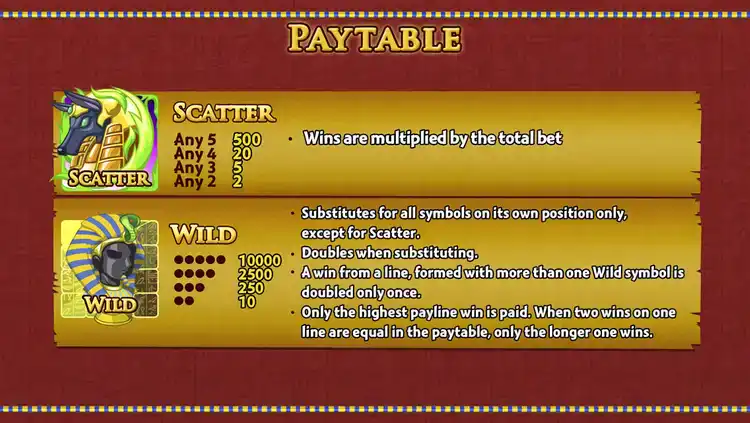 PAYTABLE
SCATTER
SCATTER
Any 5 500
Any 4 20
Any 3 5
Any 2 2
· Wins are multiplied by the total bet
WILD
WILD
●●●●● 10000
●●●● 2500
●●● 250
●● 10
· Substitutes for all symbols on its own position only,
except for Scatter.
· Doubles when substituting.
· A win from a line, formed with more than one Wild symbol is
doubled only once.
· Only the highest payline win is paid. When two wins on one
line are equal in the paytable, only the longer one wins.